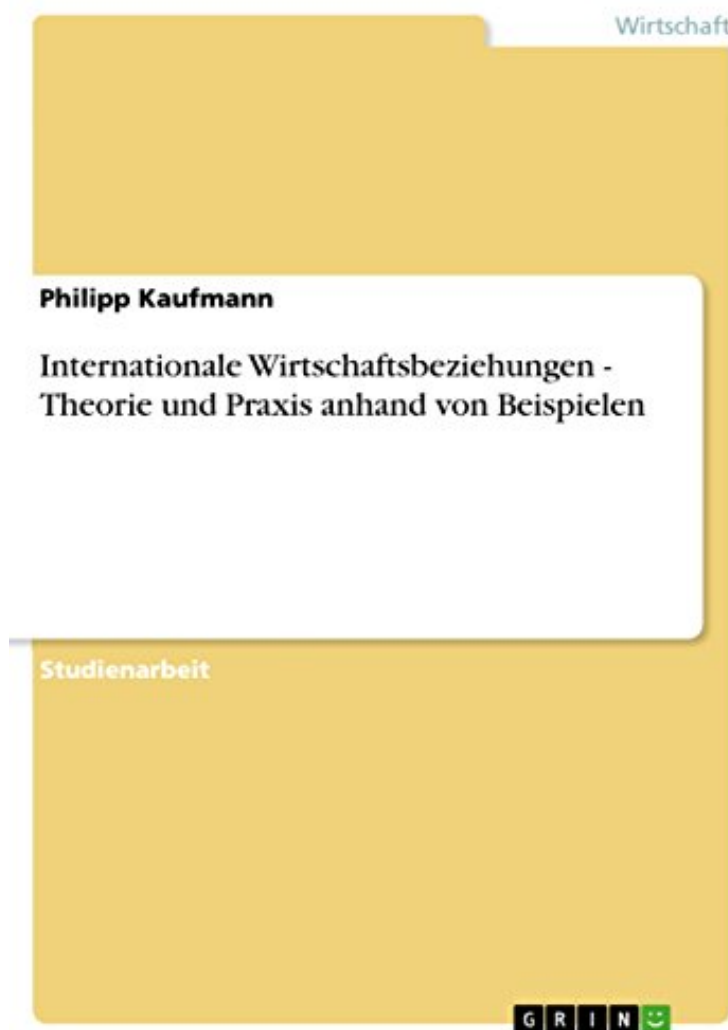 Wirtschaft
Philipp Kaufmann
Internationale Wirtschaftsbeziehungen -
Theorie und Praxis anhand von Beispielen
Studienarbeit
GRIN